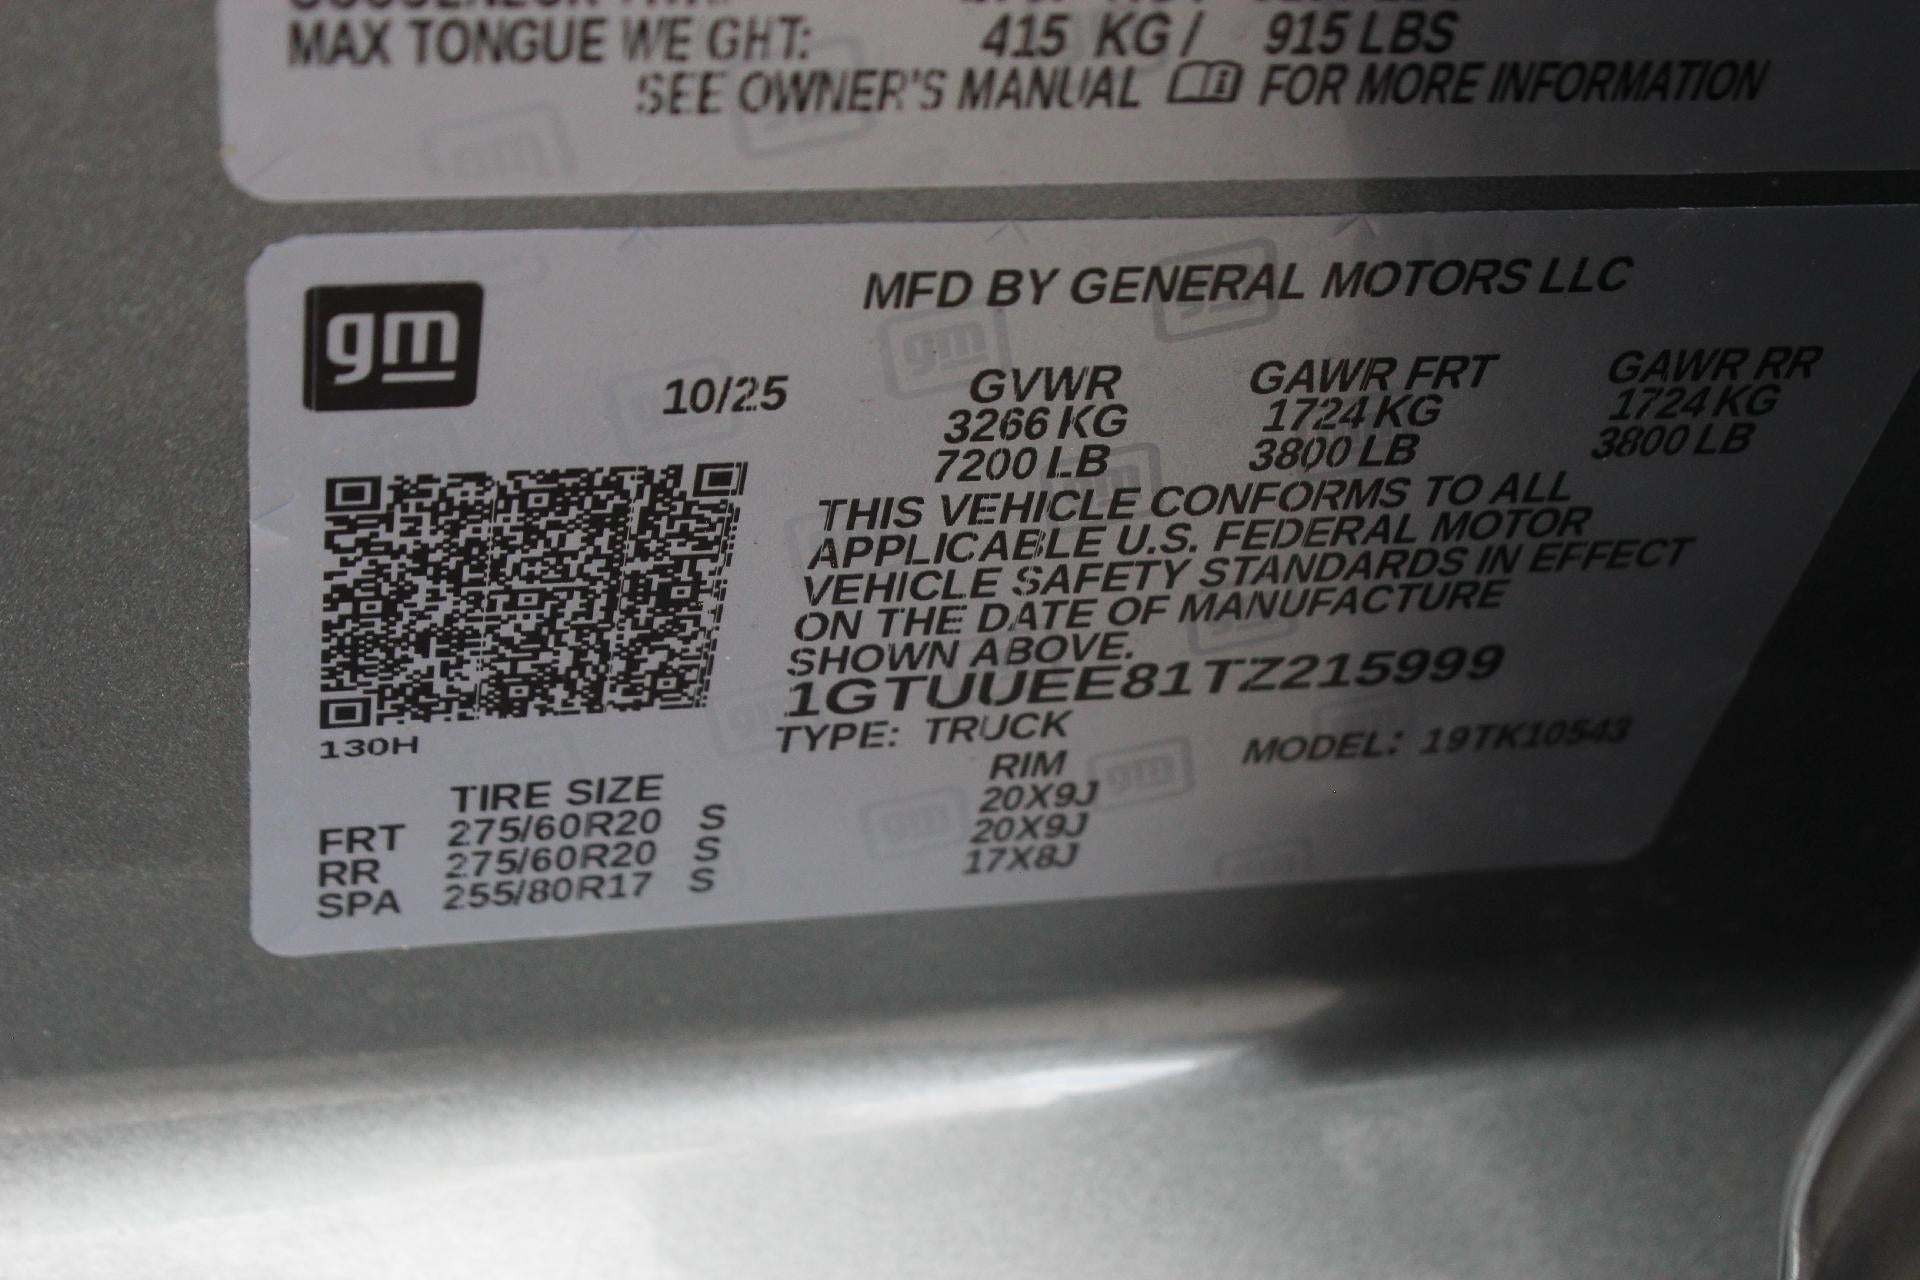 MAX TONGUE WEIGHT: 415 KG / 915 LBS
SEE OWNER'S MANUAL FOR MORE INFORMATION
gm
MFD BY GENERAL MOTORS LLC
10/25 GVWR GAWR FRT GAWR RR
3266 KG 1724 KG 1724 KG
7200 LB 3800 LB 3800 LB
THIS VEHICLE CONFORMS TO ALL
APPLICABLE U.S. FEDERAL MOTOR
VEHICLE SAFETY STANDARDS IN EFFECT
ON THE DATE OF MANUFACTURE
SHOWN ABOVE.
1GTUUEE81TZ215999
130H TYPE: TRUCK MODEL: 19TK10543
TIRE SIZE RIM
FRT 275/60R20 S 20X9J
RR 275/60R20 S 20X9J
SPA 255/80R17 S 17X8J